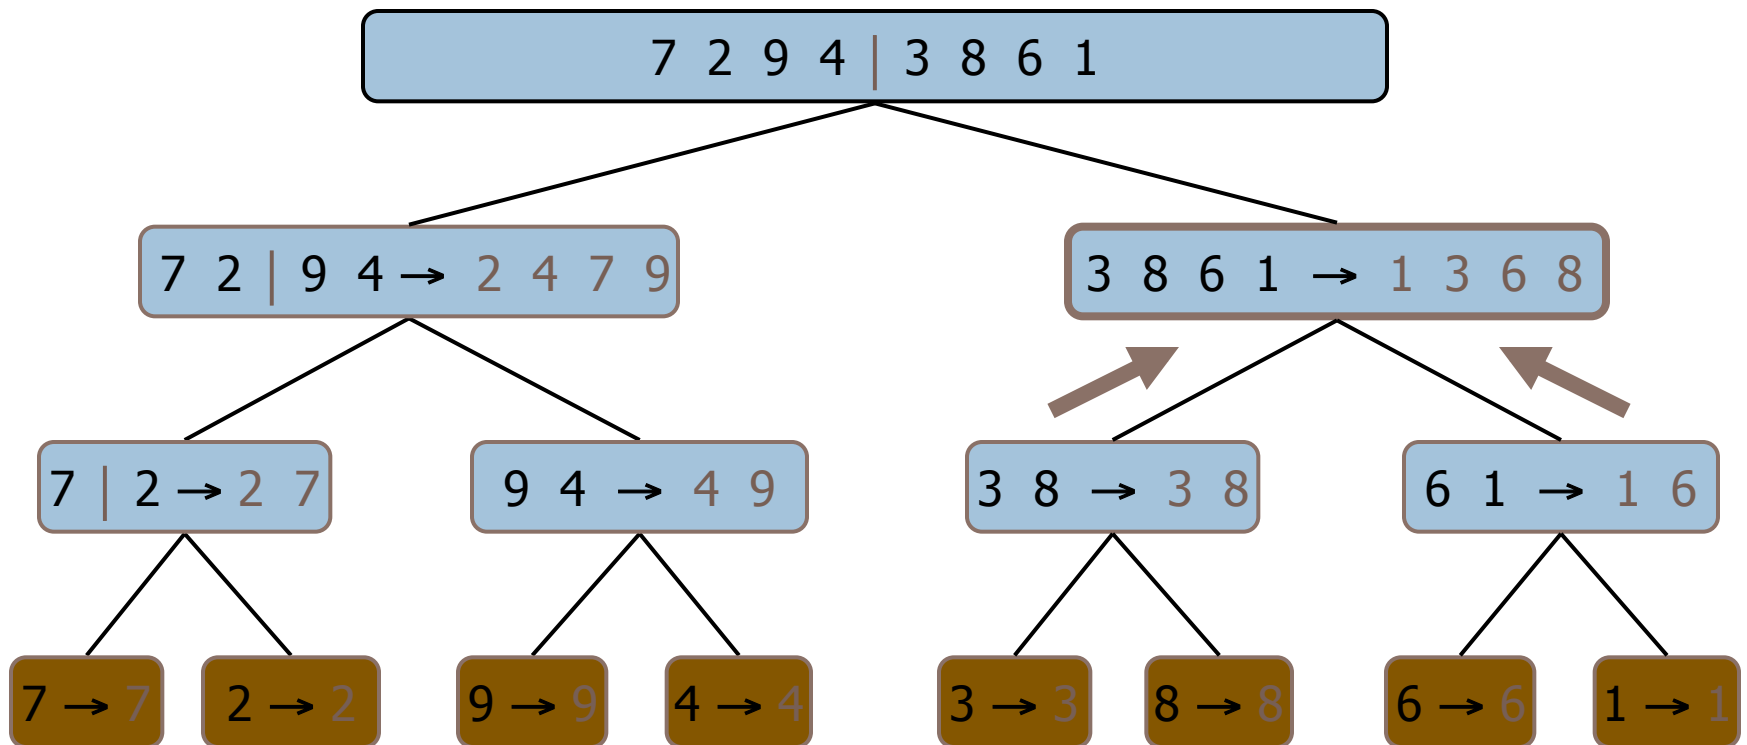 7 2 9 4 | 3 8 6 1
7 2 | 9 4 → 2 4 7 9
3 8 6 1 → 1 3 6 8
7 | 2 → 2 7
9 4 → 4 9
3 8 → 3 8
6 1 → 1 6
7 → 7
2 → 2
9 → 9
4 → 4
3 → 3
8 → 8
6 → 6
1 → 1